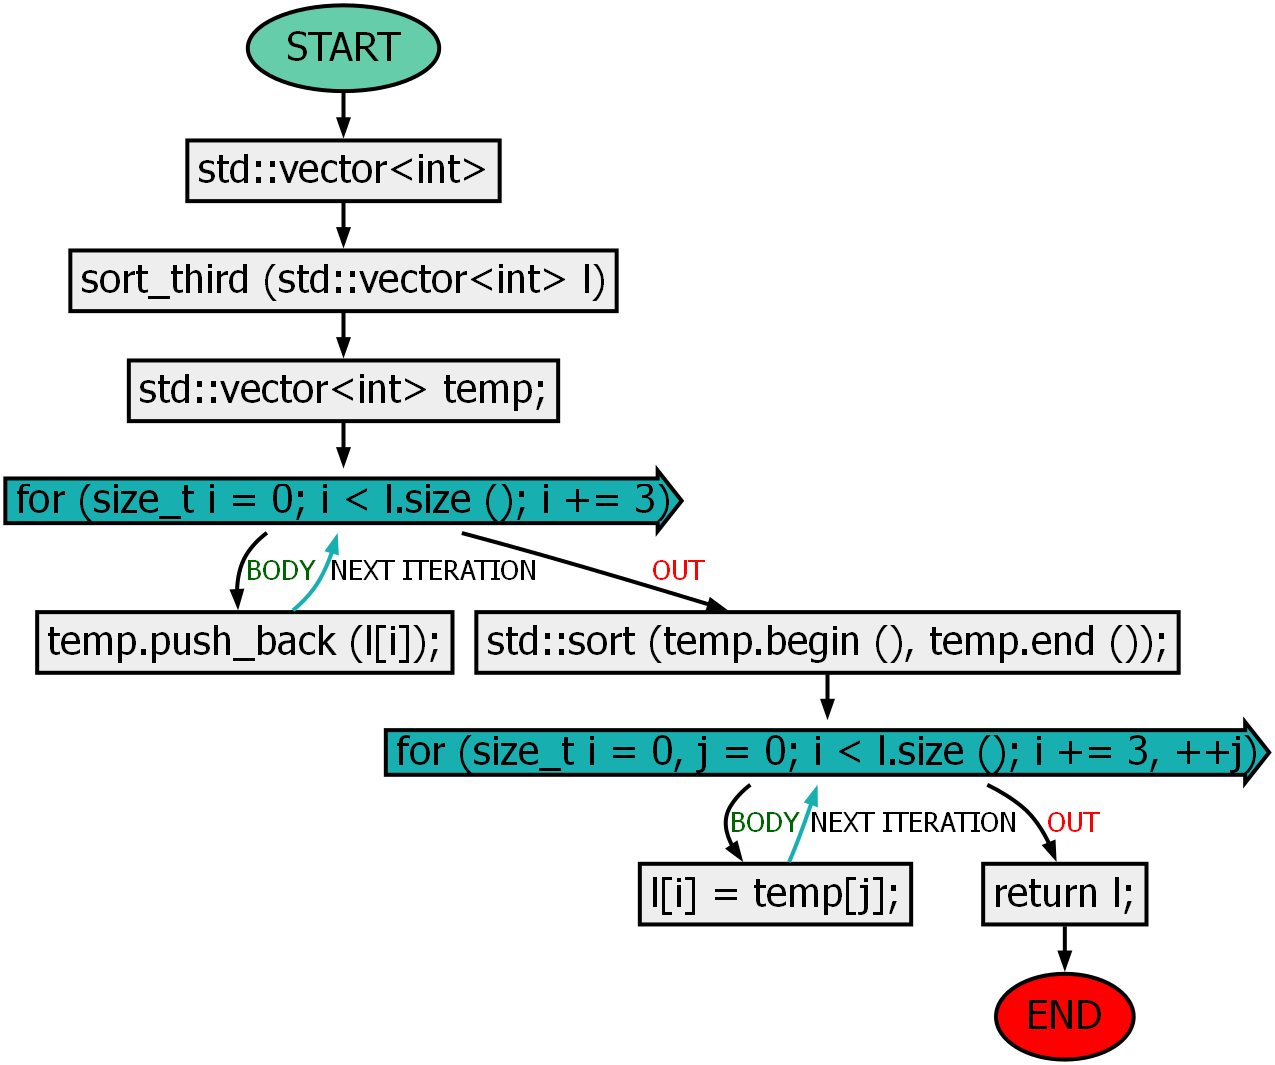 START
std::vector<int>
sort_third (std::vector<int> l)
std::vector<int> temp;
for (size_t i = 0; i < l.size (); i += 3)
BODY
NEXT ITERATION
OUT
temp.push_back (l[i]);
std::sort (temp.begin (), temp.end ());
for (size_t i = 0, j = 0; i < l.size (); i += 3, ++j)
BODY
NEXT ITERATION
OUT
l[i] = temp[j];
return l;
END